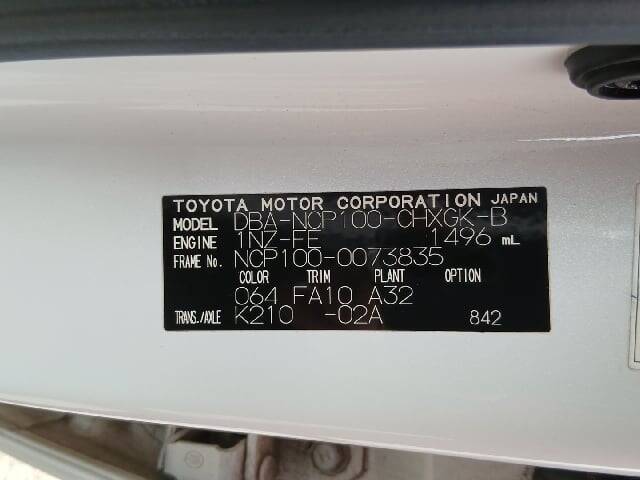 TOYOTA MOTOR CORPORATION JAPAN
MODEL DBA-NCP100-CHXGK-B
ENGINE 1NZ-FE 1496 mL
FRAME No. NCP100-0073835
COLOR TRIM PLANT OPTION
064 FA10 A32
TRANS./AXLE K210 -02A 842